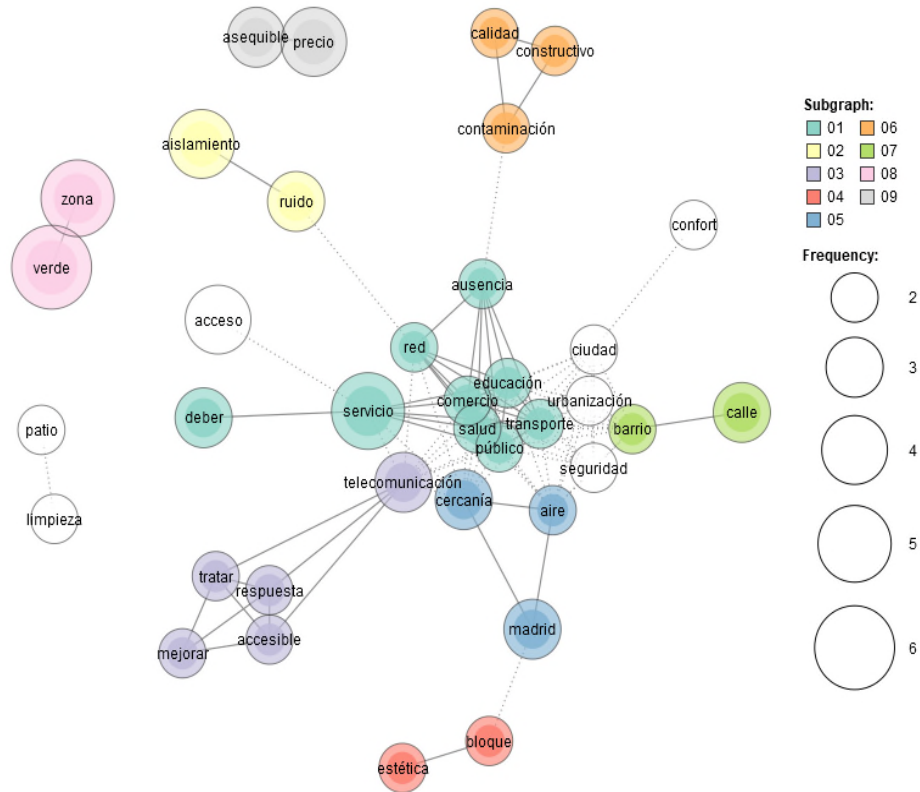 asequible
precio
calidad
constructivo
contaminación
aislamiento
ruido
zona
verde
confort
ausencia
acceso
red
ciudad
educación
comercio
urbanización
deber
servicio
salud
transporte
barrio
calle
público
patio
seguridad
telecomunicación
cercanía
aire
limpieza
tratar
respuesta
accesible
mejorar
madrid
bloque
estética
Subgraph:
01 06
02 07
03 08
04 09
05
Frequency:
2
3
4
5
6